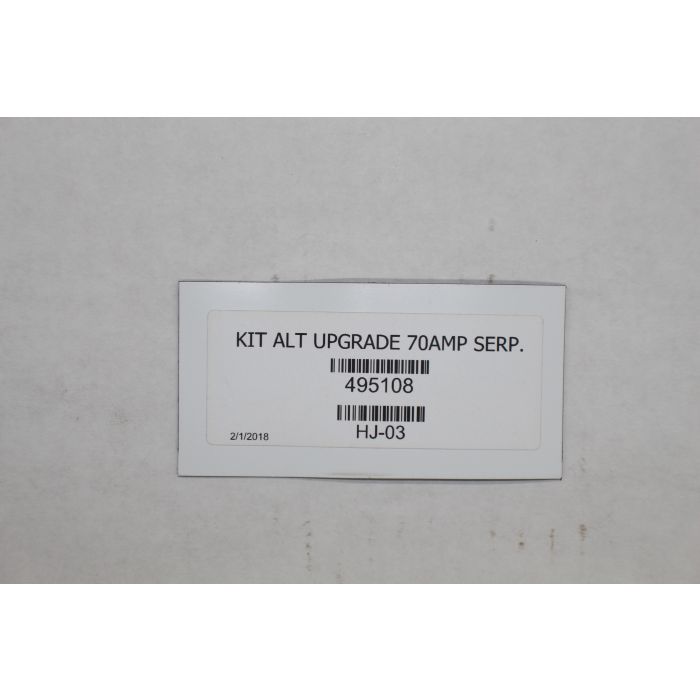 KIT ALT UPGRADE 70AMP SERP.
495108
HJ-03
2/1/2018